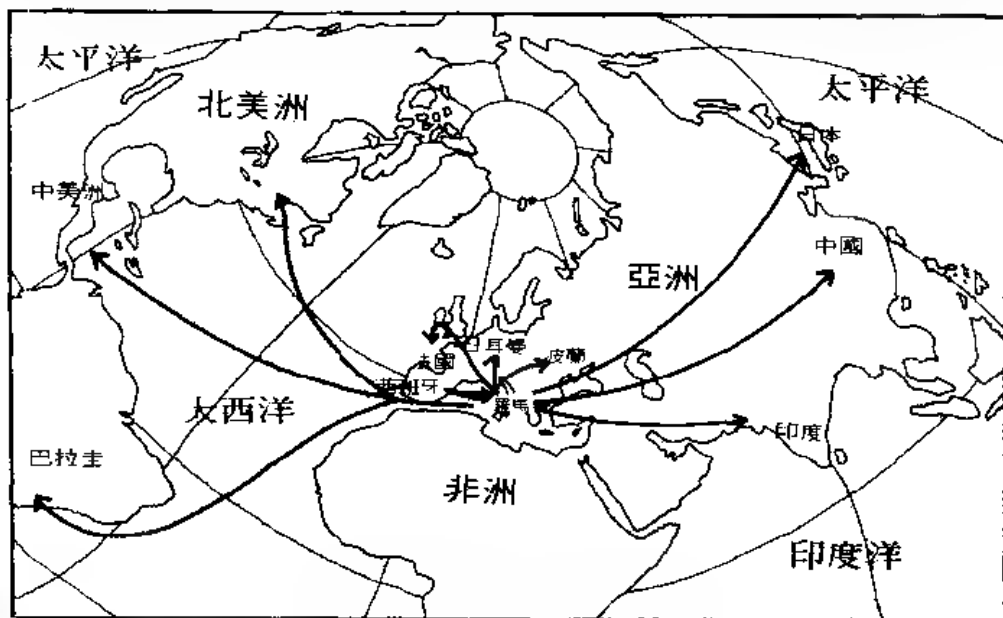 太平洋
北美洲
太平洋
日本
中美洲
中國
亞洲
法國
日耳曼
皮蘭
西班牙
羅馬
大西洋
印度
巴拉圭
非洲
印度洋